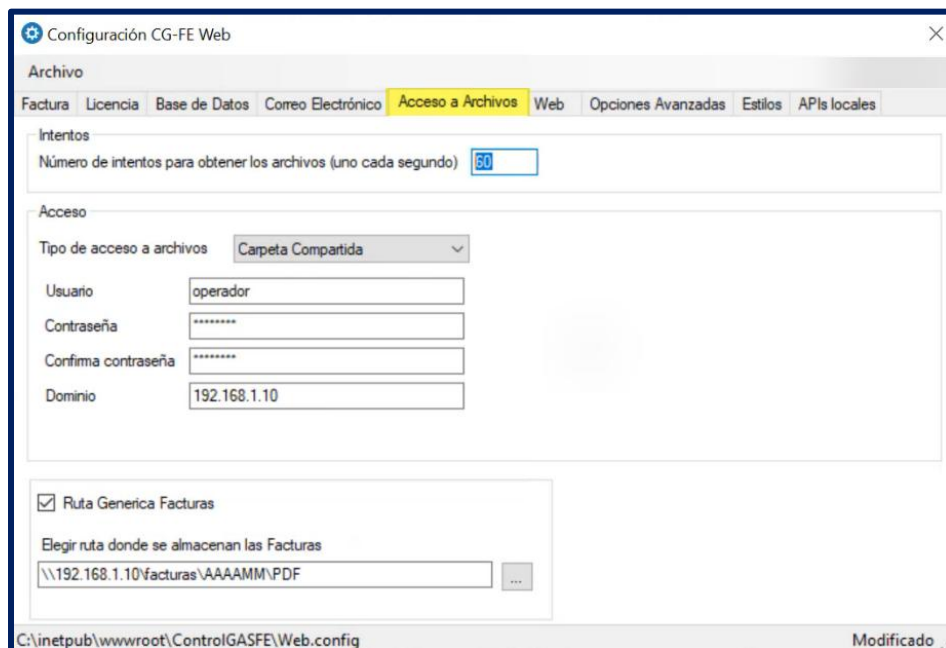 Configuración CG-FE Web
Archivo
Factura Licencia Base de Datos Correo Electrónico Acceso a Archivos Web Opciones Avanzadas Estilos APIs locales
Intentos
Número de intentos para obtener los archivos (uno cada segundo) 60
Acceso
Tipo de acceso a archivos Carpeta Compartida
Usuario operador
Contraseña ********
Confirma contraseña ********
Dominio 192.168.1.10
Ruta Generica Facturas
Elegir ruta donde se almacenan las Facturas
\\192.168.1.10\facturas\AAAAMM\PDF ...
C:\inetpub\wwwroot\ControlGASFE\Web.config Modificado